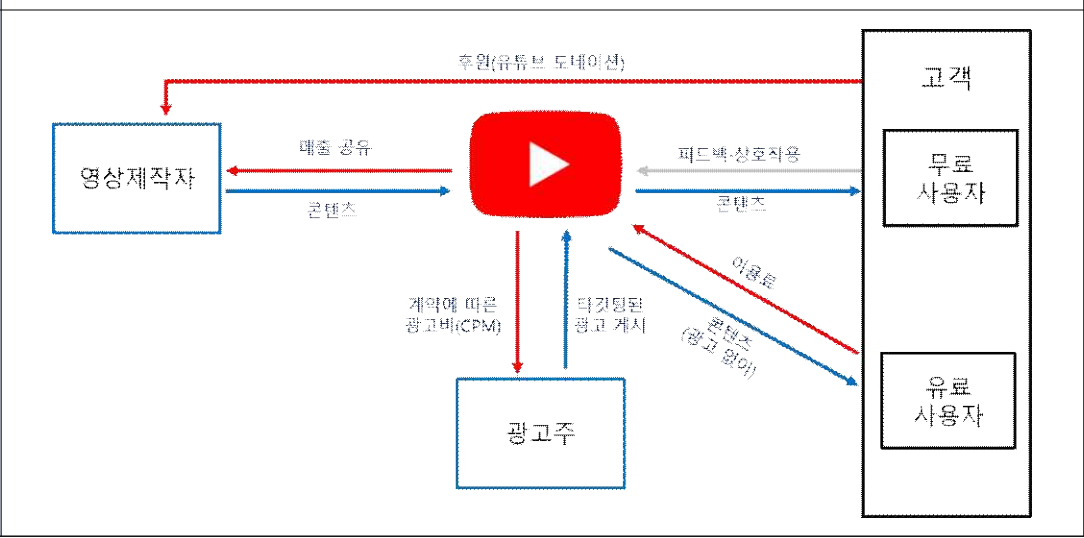 후원(유튜브 도네이션)
고객
영상제작자
매출 공유
콘텐츠
피드백·상호작용
콘텐츠
무료
사용자
계약에 따른
광고비(CPM)
타깃팅된
광고 게시
이용료
콘텐츠
(광고 없이)
유료
사용자
광고주